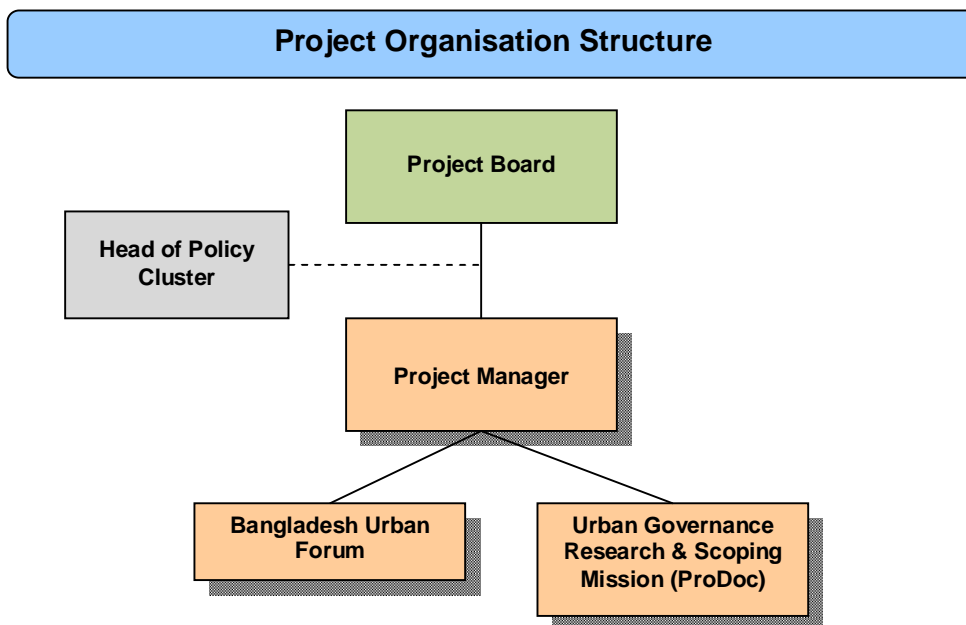 Project Organisation Structure
Project Board
Head of Policy
Cluster
Project Manager
Bangladesh Urban
Forum
Urban Governance
Research & Scoping
Mission (ProDoc)